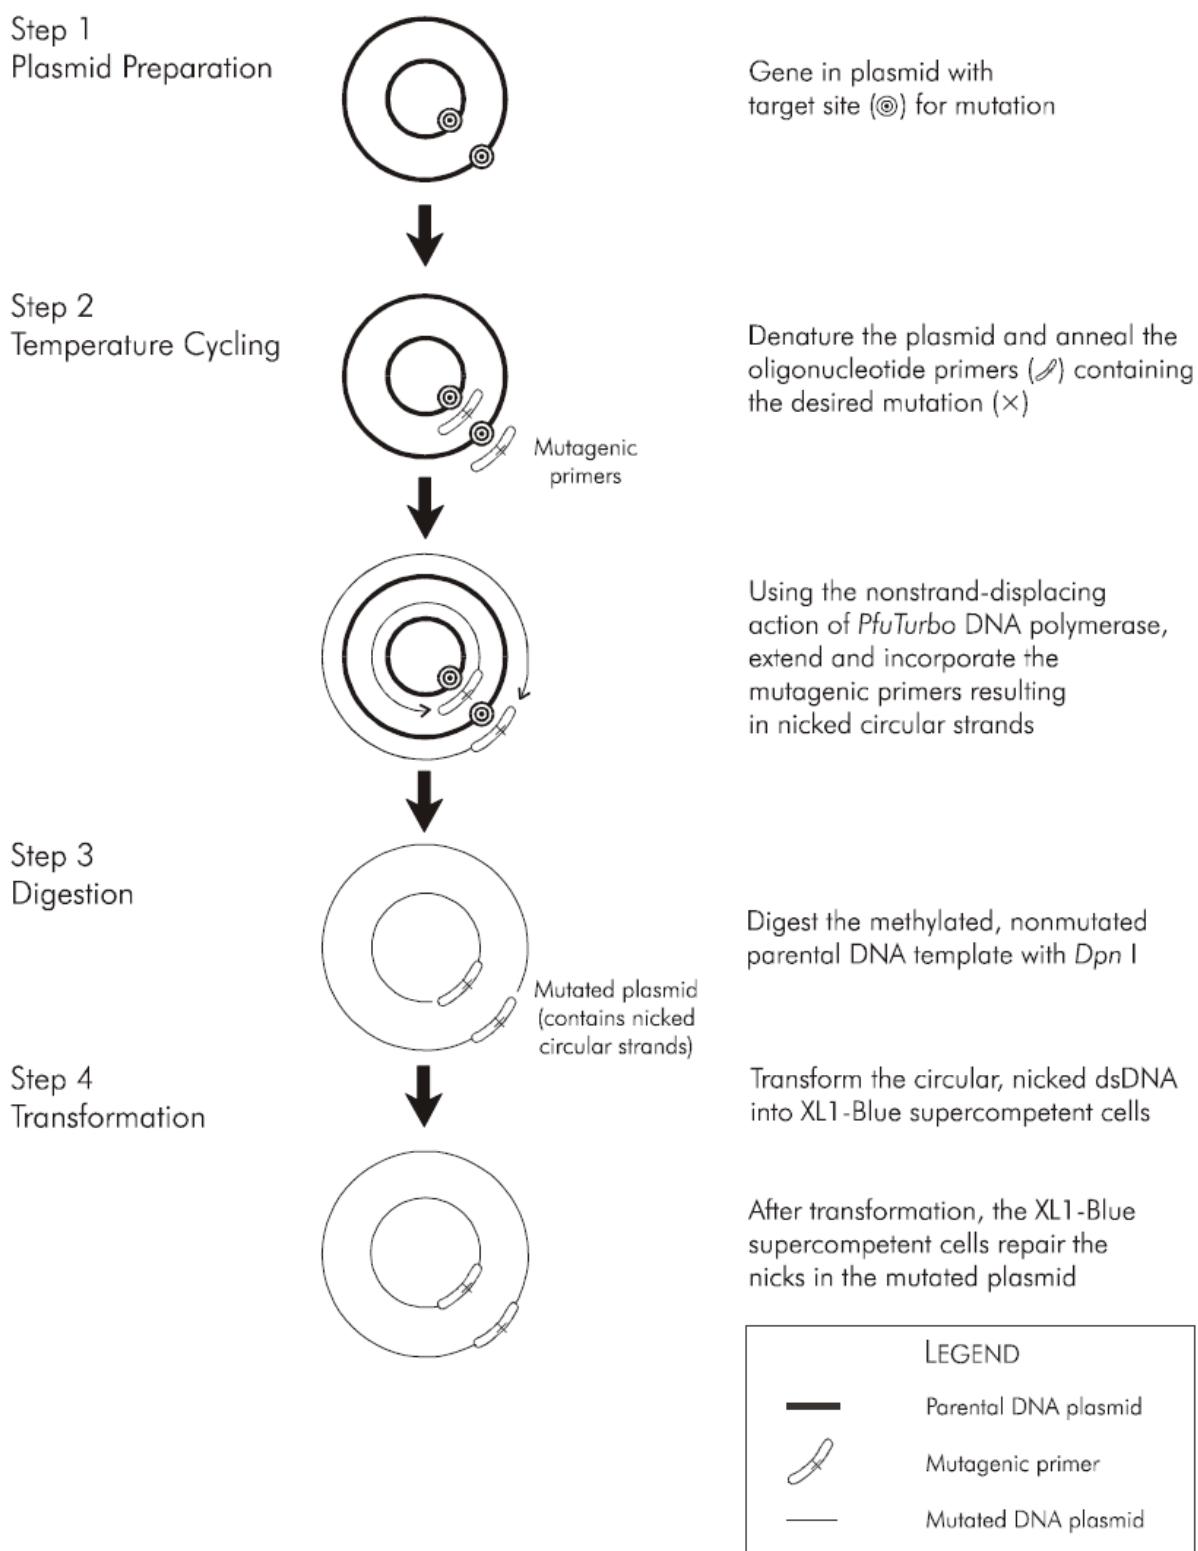 Step 1
Plasmid Preparation
Gene in plasmid with
target site (◎) for mutation
Step 2
Temperature Cycling
Denature the plasmid and anneal the
oligonucleotide primers () containing
the desired mutation (×)
Mutagenic
primers
Using the nonstrand-displacing
action of PfuTurbo DNA polymerase,
extend and incorporate the
mutagenic primers resulting
in nicked circular strands
Step 3
Digestion
Digest the methylated, nonmutated
parental DNA template with Dpn I
Mutated plasmid
(contains nicked
circular strands)
Step 4
Transformation
Transform the circular, nicked dsDNA
into XL1-Blue supercompetent cells
After transformation, the XL1-Blue
supercompetent cells repair the
nicks in the mutated plasmid
LEGEND
Parental DNA plasmid
Mutagenic primer
Mutated DNA plasmid